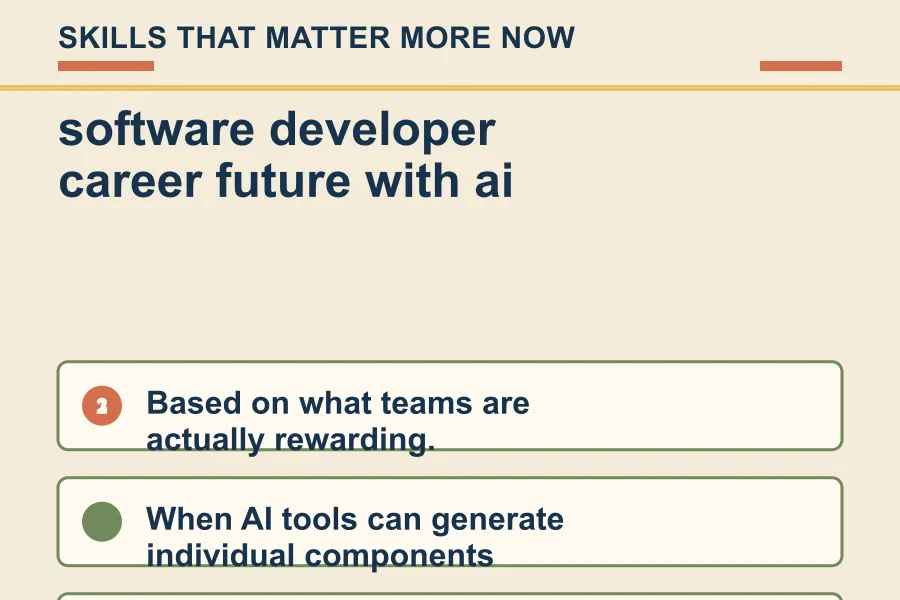 SKILLS THAT MATTER MORE NOW
software developer
career future with ai
Based on what teams are
actually rewarding.
When AI tools can generate
individual components